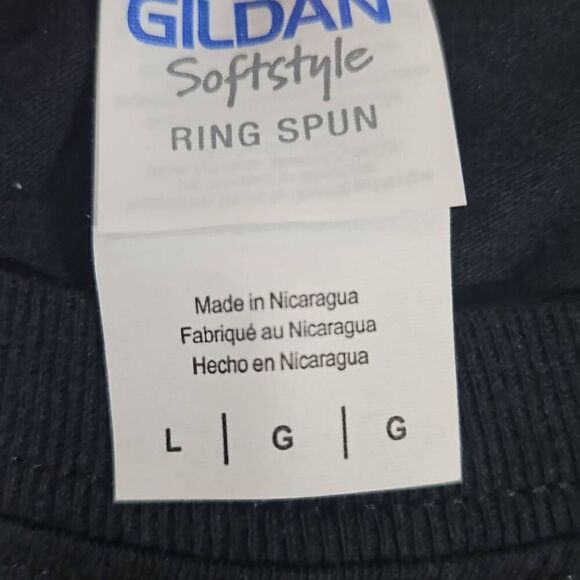 GILDAN
Softstyle
RING SPUN
Made in Nicaragua
Fabriqué au Nicaragua
Hecho en Nicaragua
L | G | G